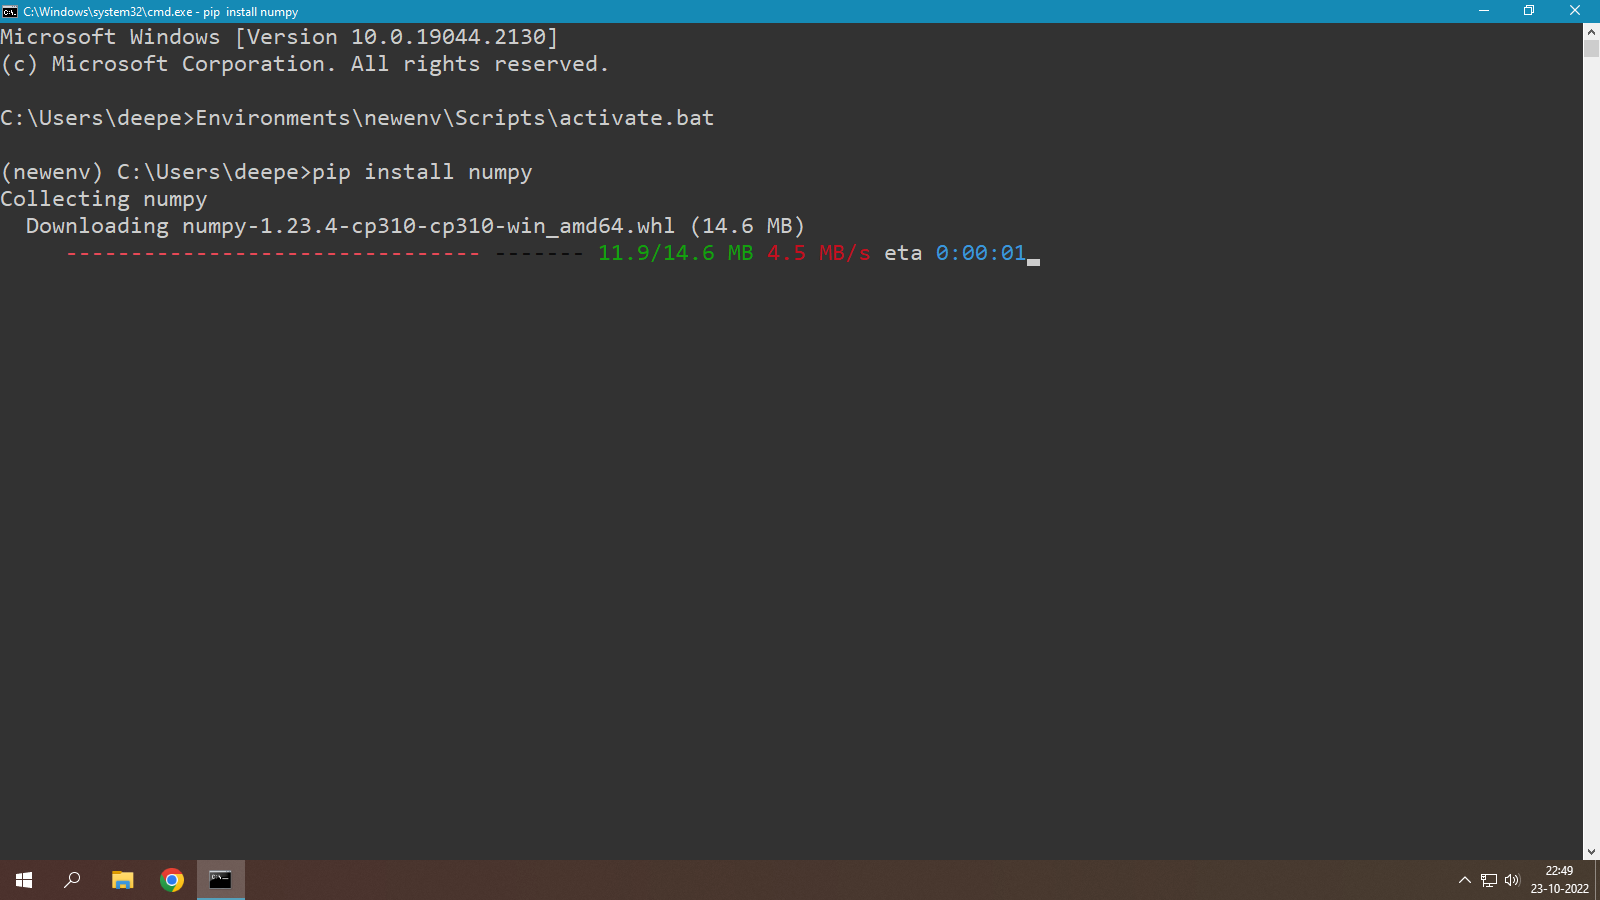 C:\Windows\system32\cmd.exe - pip  install numpy
Microsoft Windows [Version 10.0.19044.2130]
(c) Microsoft Corporation. All rights reserved.
C:\Users\deepe>Environments\newenv\Scripts\activate.bat
(newenv) C:\Users\deepe>pip install numpy
Collecting numpy
  Downloading numpy-1.23.4-cp310-cp310-win_amd64.whl (14.6 MB)
     -------------------------------- ------- 11.9/14.6 MB 4.5 MB/s eta 0:00:01
22:49
23-10-2022